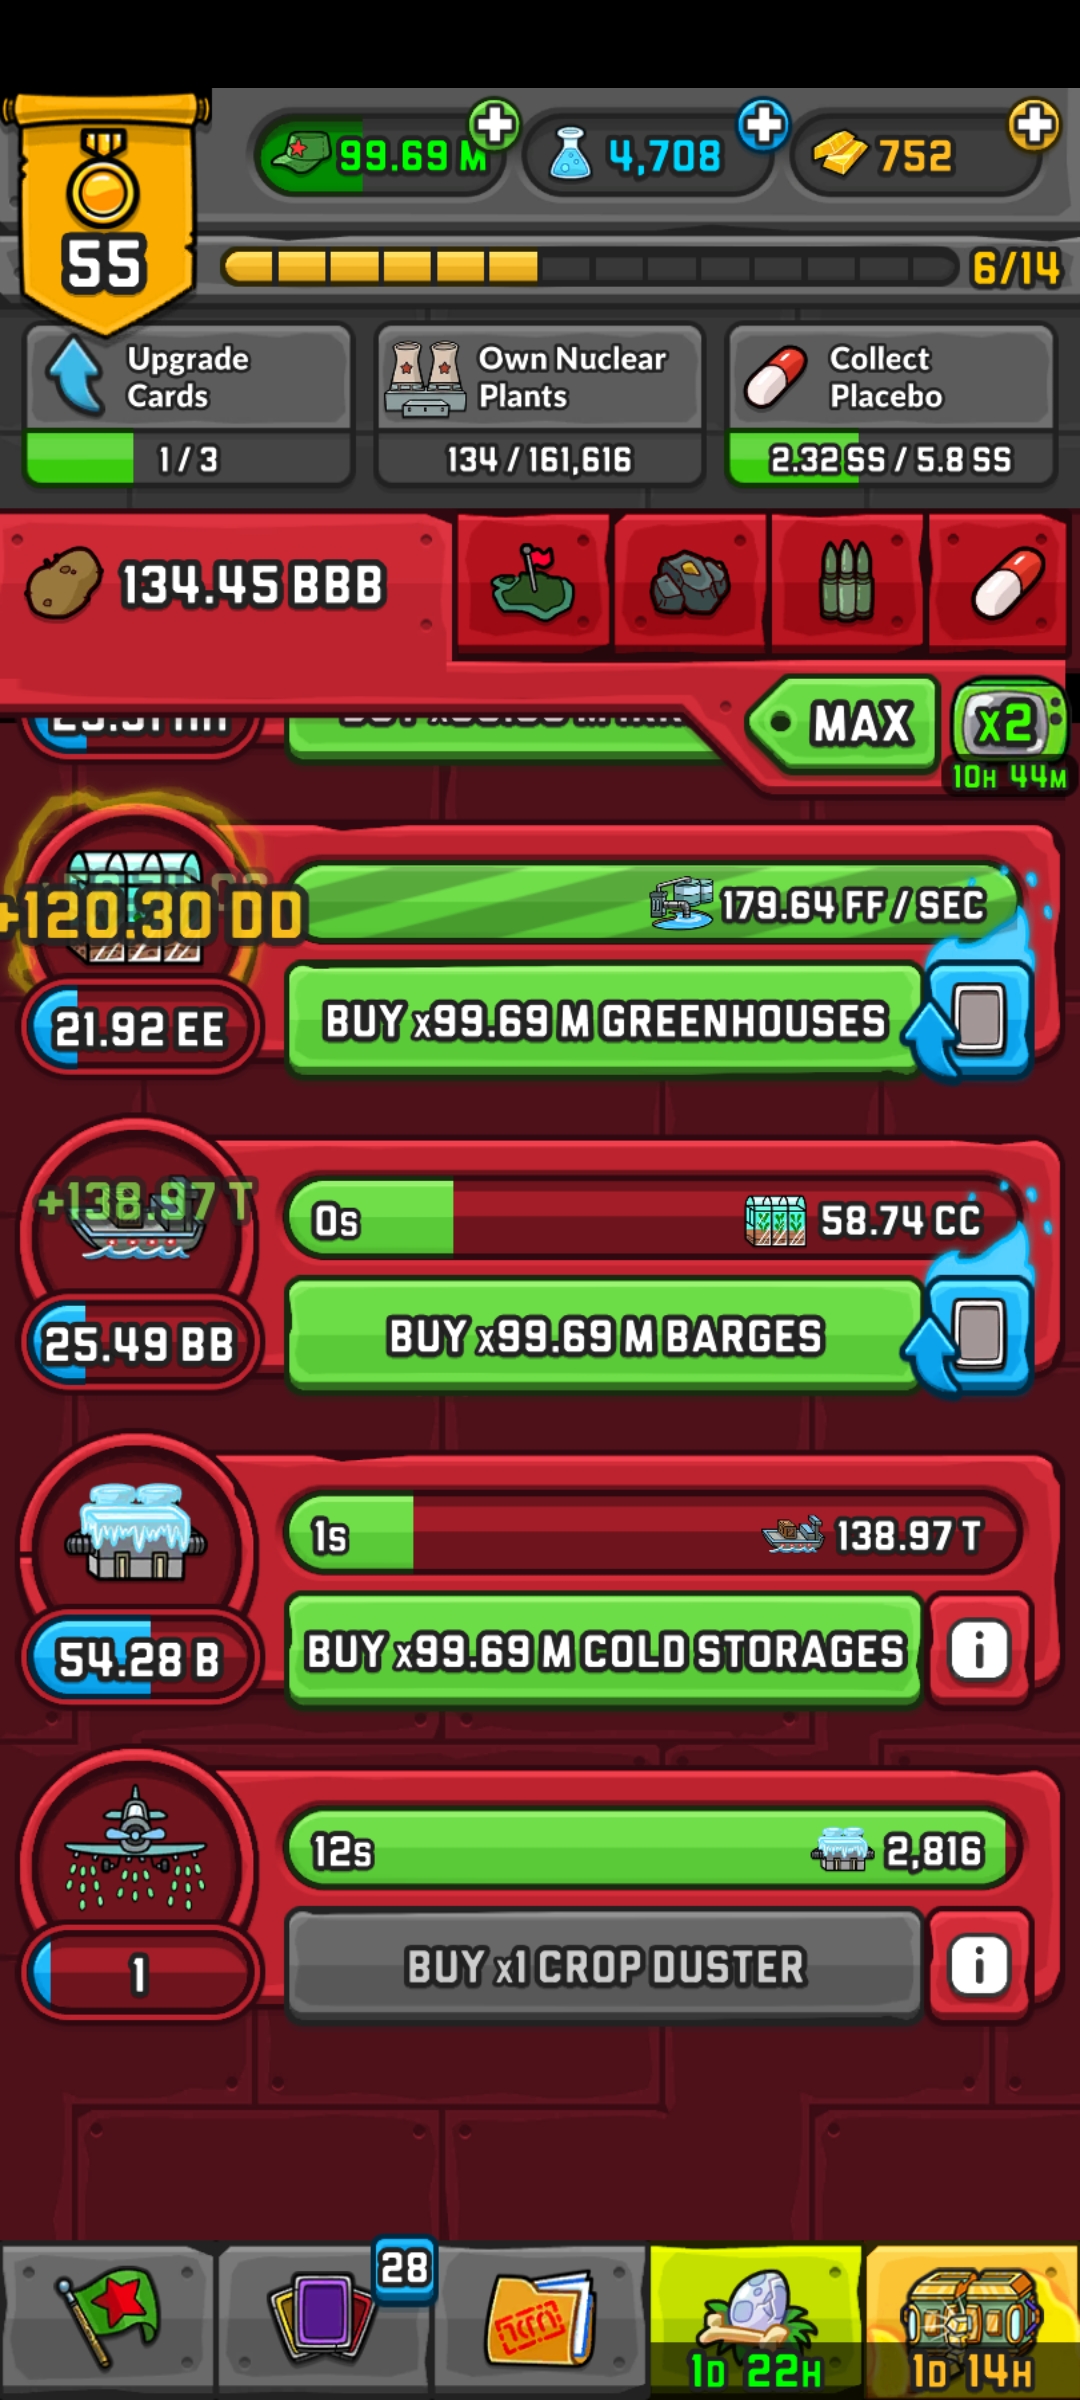 99.69 M
4,708
752
55
6/14
Upgrade
Cards
1 / 3
Own Nuclear
Plants
134 / 161,616
Collect
Placebo
2.32 SS / 5.8 SS
134.45 BBB
MAX
x2
10H 44M
+120.30 DD
179.64 FF / SEC
21.92 EE
BUY x99.69 M GREENHOUSES
+138.97 T
0s
58.74 CC
25.49 BB
BUY x99.69 M BARGES
1s
138.97 T
54.28 B
BUY x99.69 M COLD STORAGES
i
12s
2,816
1
BUY x1 CROP DUSTER
i
28
1D 22H
1D 14H